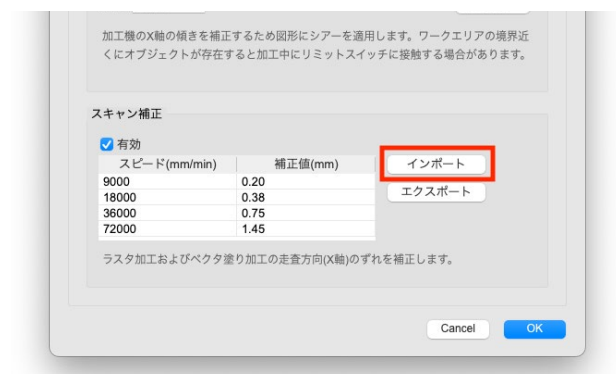 加工機のX軸の傾きを補正するため図形にシアーを適用します。ワークエリアの境界近
くにオブジェクトが存在すると加工中にリミットスイッチに接触する場合があります。
スキャン補正
有効
スピード(mm/min) 補正値(mm)
9000 0.20
18000 0.38
36000 0.75
72000 1.45
インポート
エクスポート
ラスタ加工およびベクタ塗り加工の走査方向(X軸)のずれを補正します。
Cancel OK